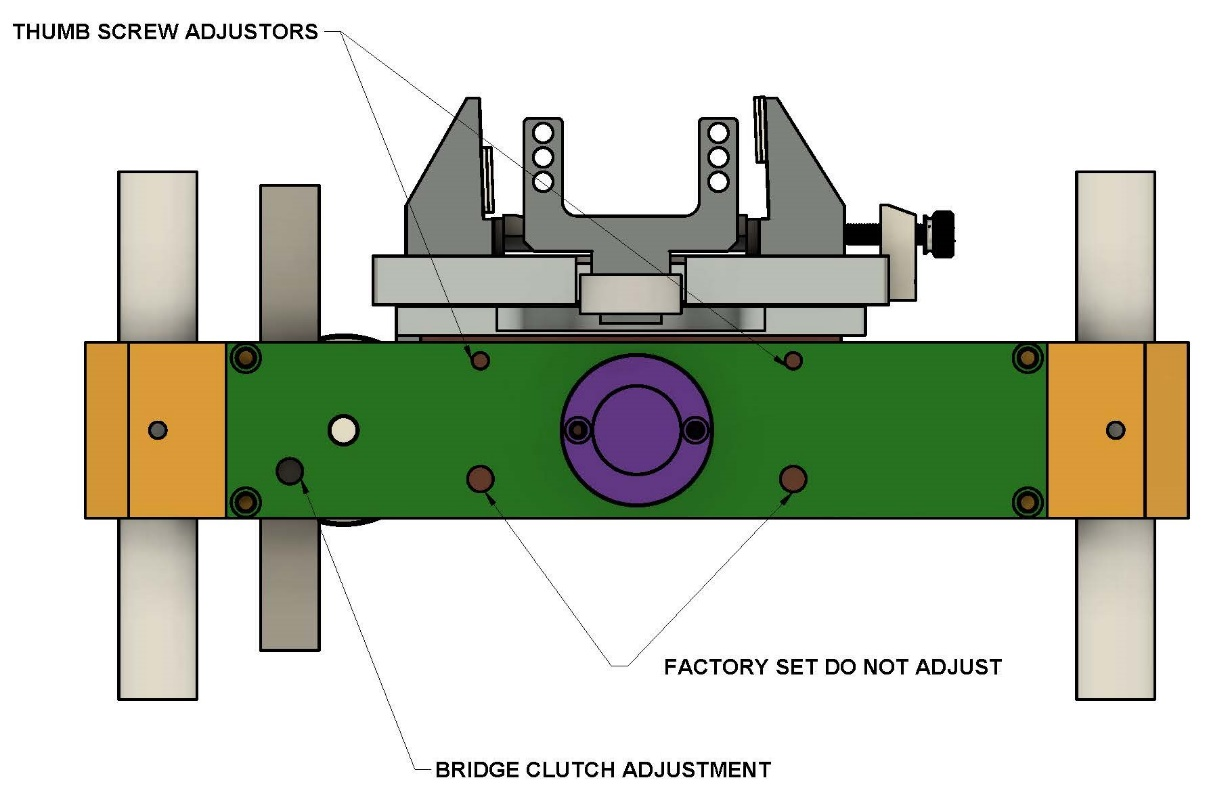 THUMB SCREW ADJUSTORS
FACTORY SET DO NOT ADJUST
BRIDGE CLUTCH ADJUSTMENT